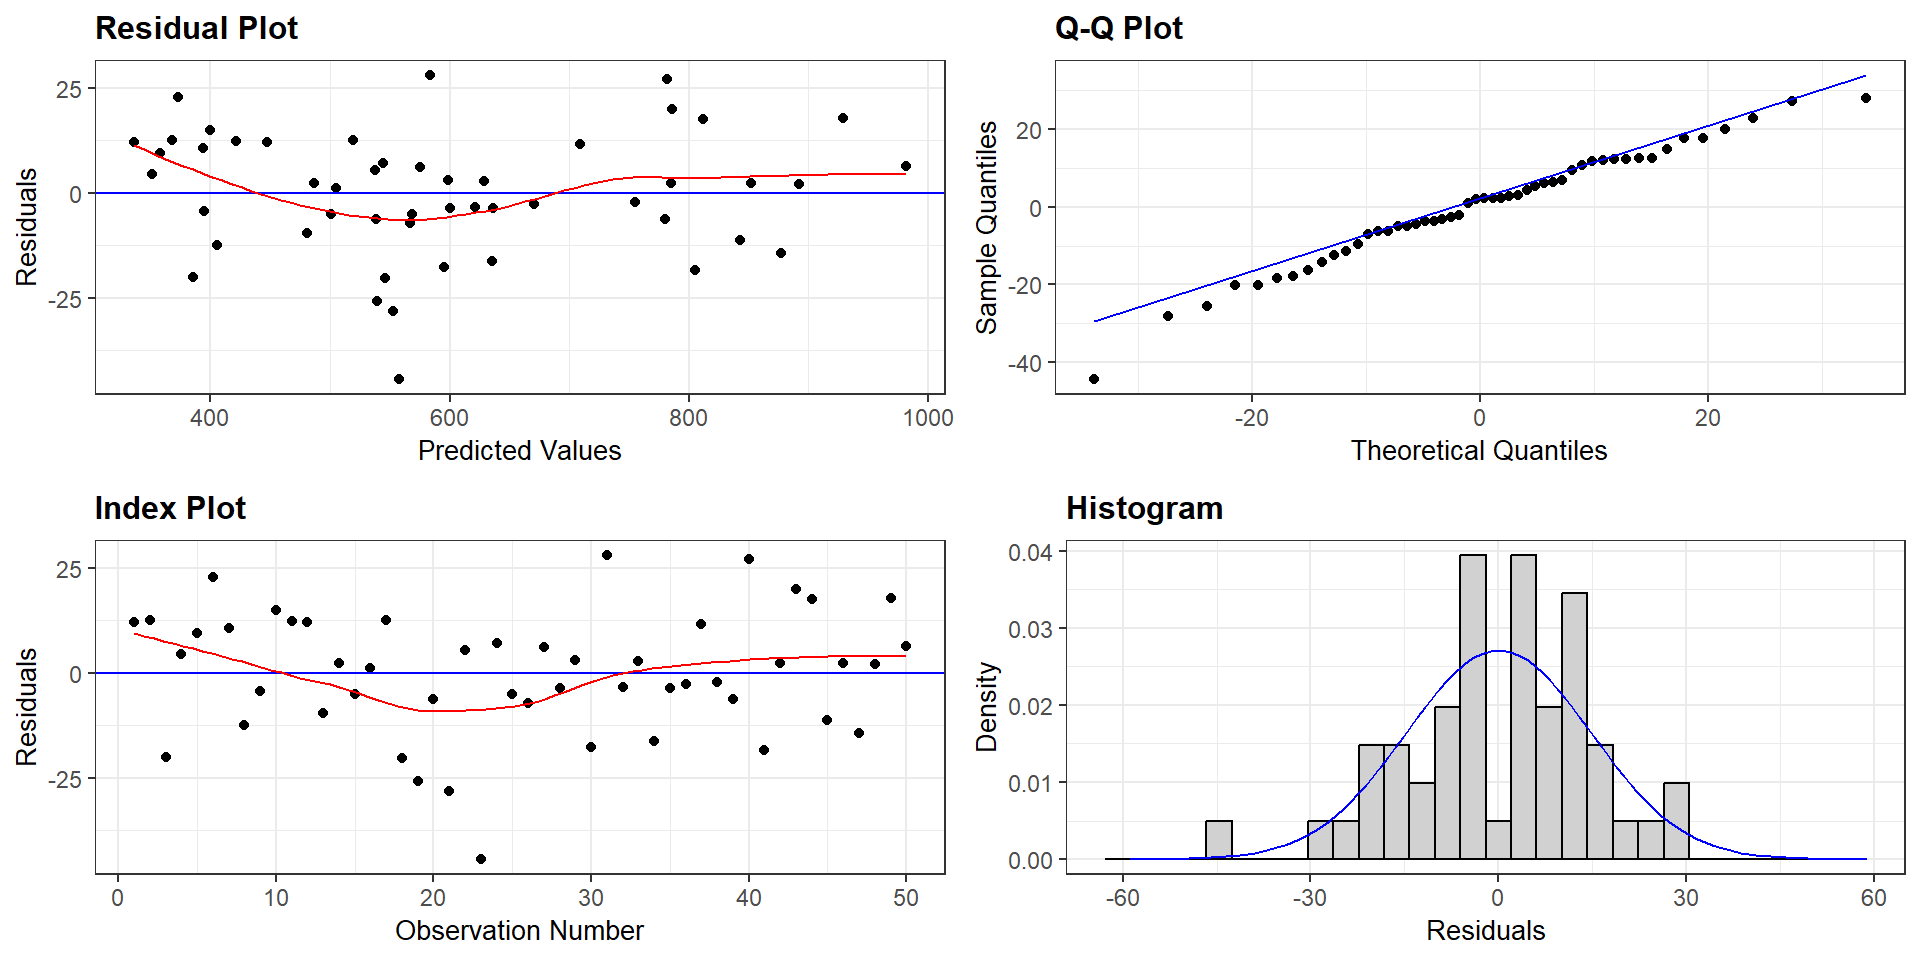 Residual Plot
25
0
-25
Residuals
400
600
800
1000
Predicted Values
Q-Q Plot
20
0
-20
-40
Sample Quantiles
-20
0
20
Theoretical Quantiles
Index Plot
25
0
-25
Residuals
0
10
20
30
40
50
Observation Number
Histogram
0.04
0.03
0.02
0.01
0.00
Density
-60
-30
0
30
60
Residuals